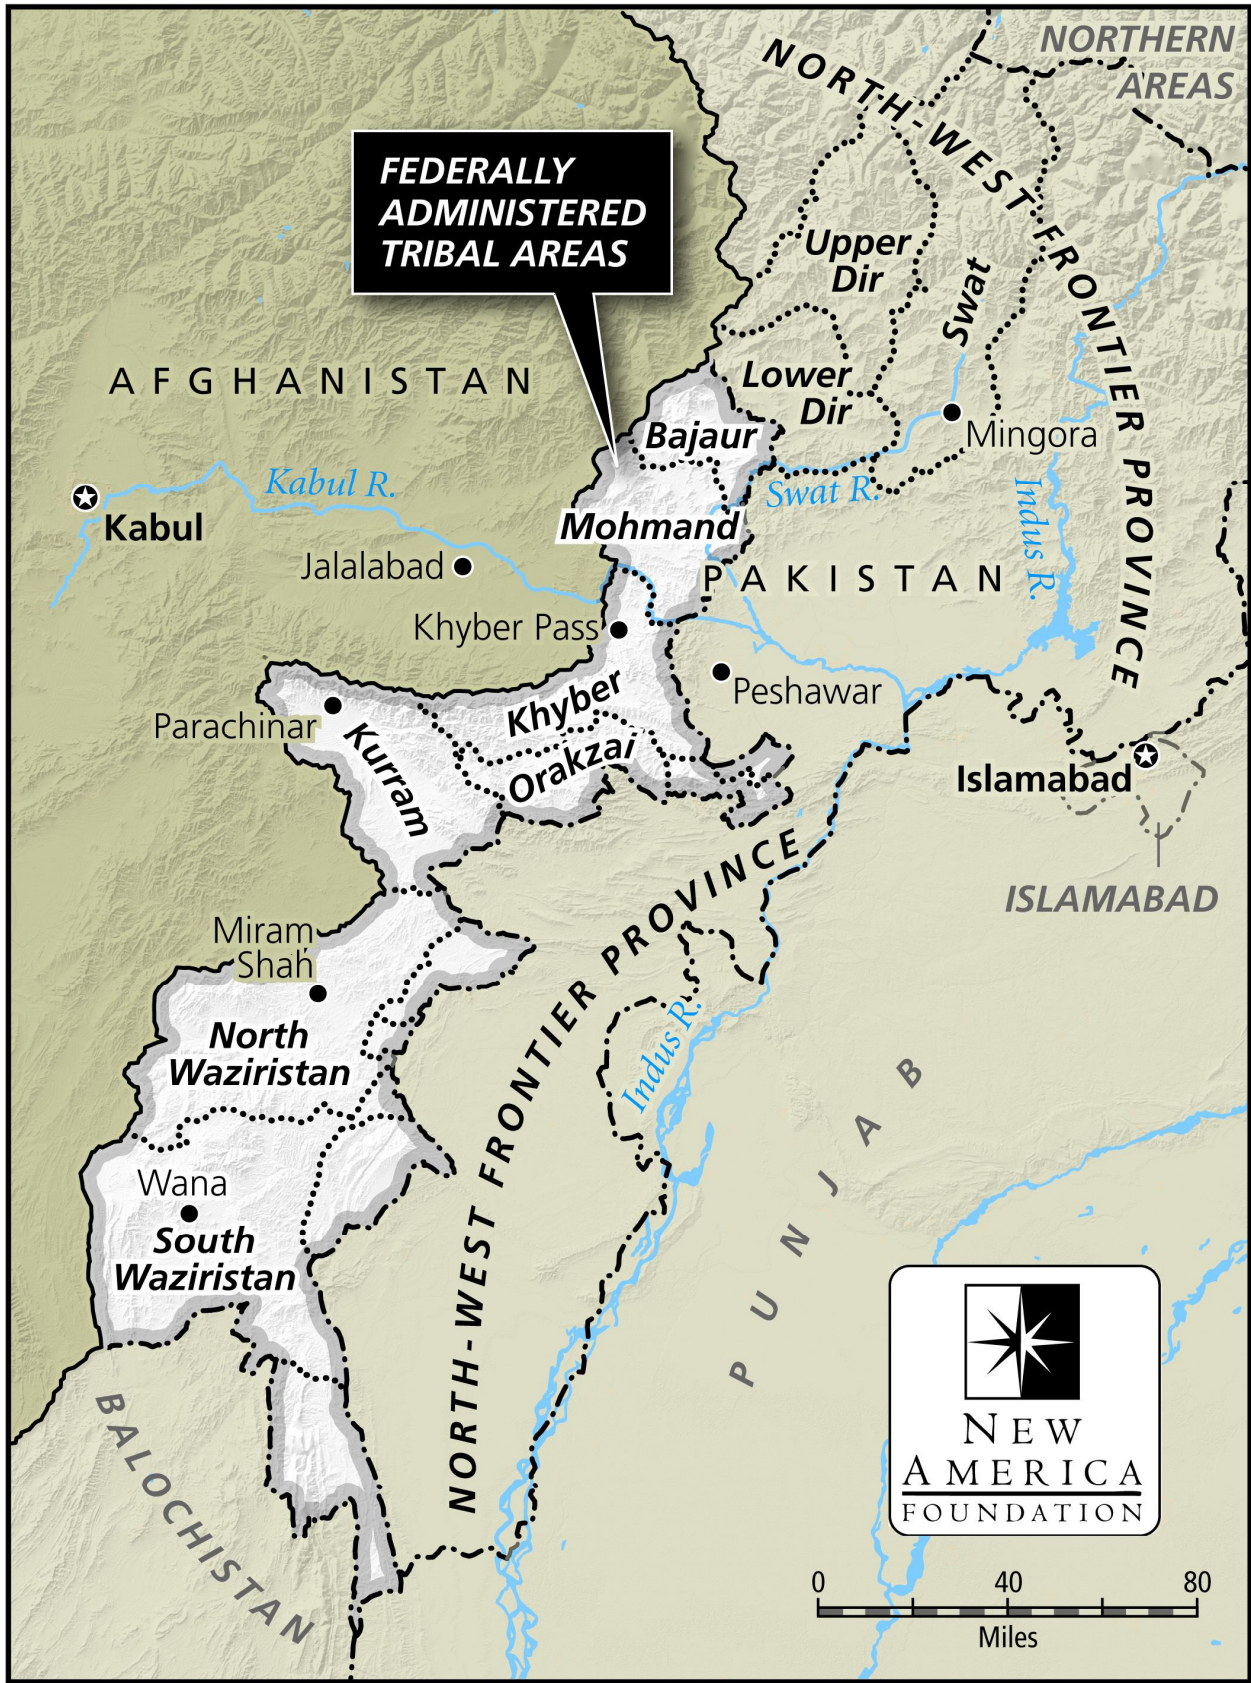 NORTHERN
AREAS
NORTH-WEST FRONTIER PROVINCE
FEDERALLY
ADMINISTERED
TRIBAL AREAS
Upper
Dir
Swat
AFGHANISTAN
Lower
Dir
Bajaur
Mingora
Kabul R.
Swat R.
Indus R.
Kabul
Mohmand
Jalalabad
PAKISTAN
Khyber Pass
Peshawar
Khyber
Parachinar
Kurram
Orakzai
Islamabad
ISLAMABAD
NORTH-WEST FRONTIER PROVINCE
Miram
Shah
North
Waziristan
Indus R.
PUNJAB
Wana
South
Waziristan
BALOCHISTAN
NEW
AMERICA
FOUNDATION
0 40 80
Miles